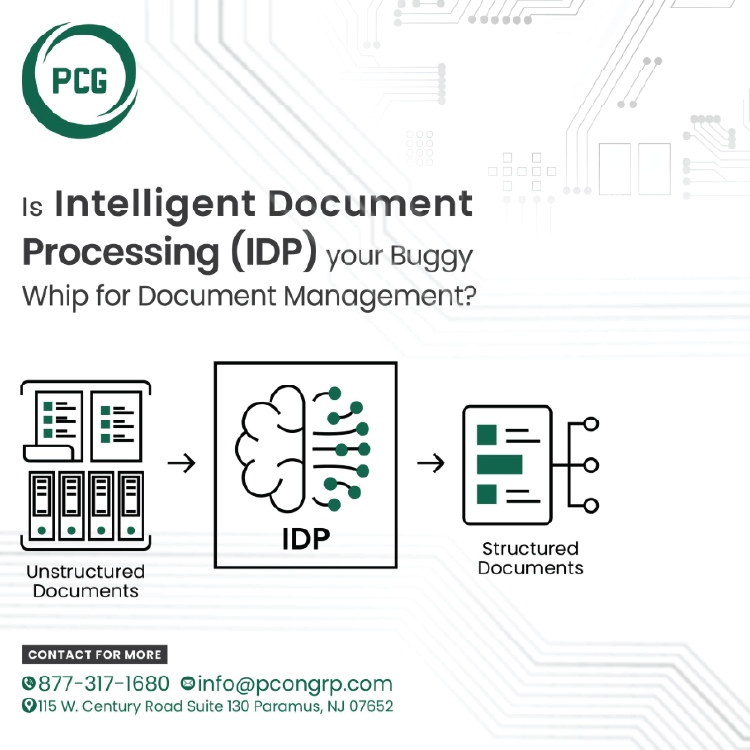 PCG
Is Intelligent Document
Processing (IDP) your Buggy
Whip for Document Management?
IDP
Unstructured
Documents
Structured
Documents
CONTACT FOR MORE
877-317-1680 info@pcongrp.com
115 W. Century Road Suite 130 Paramus, NJ 07652